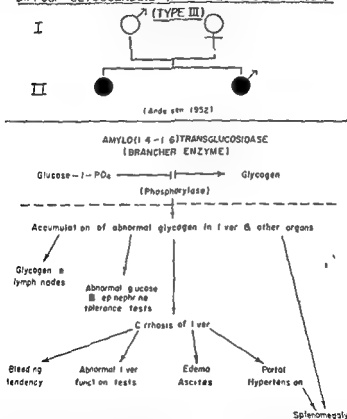 (TYPE III)
I
II
(Andersen 1952)
AMYLO(1 4-1 6)TRANSGLUCOSIDASE
(BRANCHER ENZYME)
Glucose-1-PO4 Glycogen
(Phosphorylase)
Accumulation of abnormal glycogen in liver & other organs
Glycogen in
lymph nodes
Abnormal glucose
& epinephrine
tolerance tests
Cirrhosis of liver
Bleeding
tendency
Abnormal liver
function tests
Edema
Ascites
Portal
Hypertension
Splenomegaly